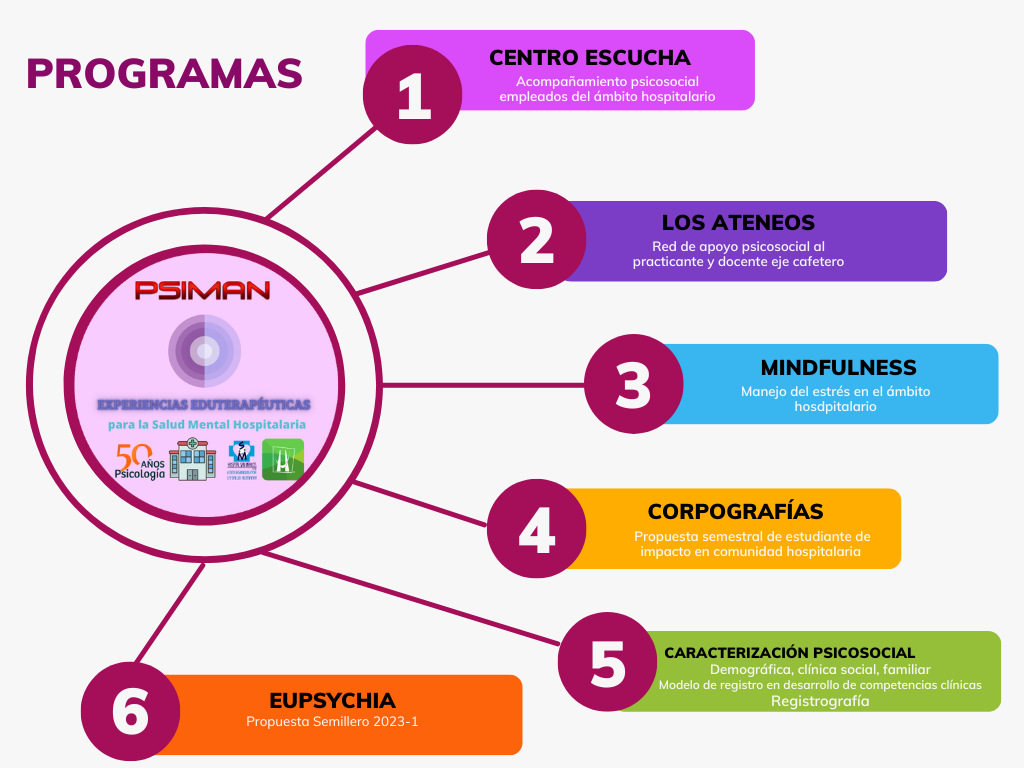 PROGRAMAS
1
CENTRO ESCUCHA
Acompañamiento psicosocial
empleados del ámbito hospitalario
2
LOS ATENEOS
Red de apoyo psicosocial al
practicante y docente eje cafetero
3
MINDFULNESS
Manejo del estrés en el ámbito
hosdpitalario
PSIMAN
EXPERIENCIAS EDUTERAPÉUTICAS
para la Salud Mental Hospitalaria
50 AÑOS
Psicología
4
CORPOGRAFÍAS
Propuesta semestral de estudiante de
impacto en comunidad hospitalaria
5
CARACTERIZACIÓN PSICOSOCIAL
Demográfica, clínica social, familiar
Modelo de registro en desarrollo de competencias clínicas
Registrografía
6
EUPSYCHIA
Propuesta Semillero 2023-1